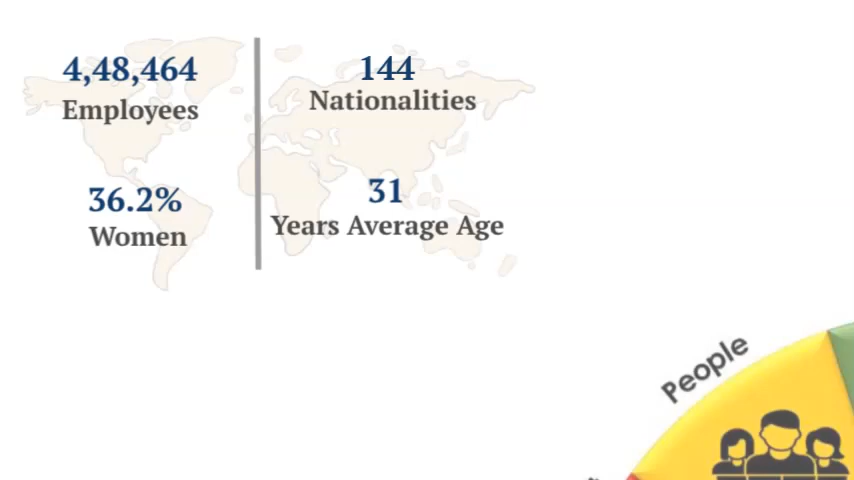 4,48,464
Employees
144
Nationalities
36.2%
Women
31
Years Average Age
People